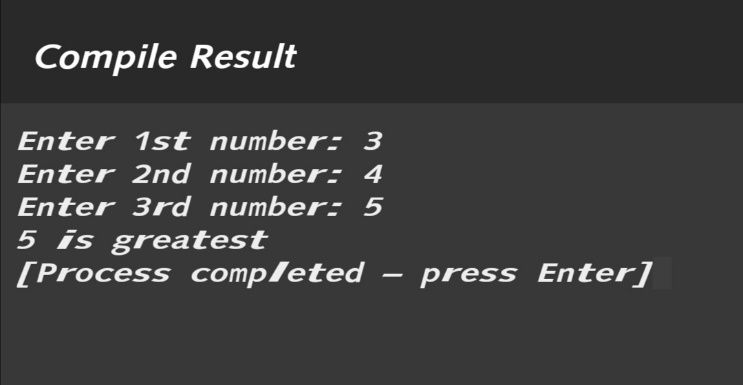 Compile Result
Enter 1st number: 3
Enter 2nd number: 4
Enter 3rd number: 5
5 is greatest
[Process completed – press Enter]